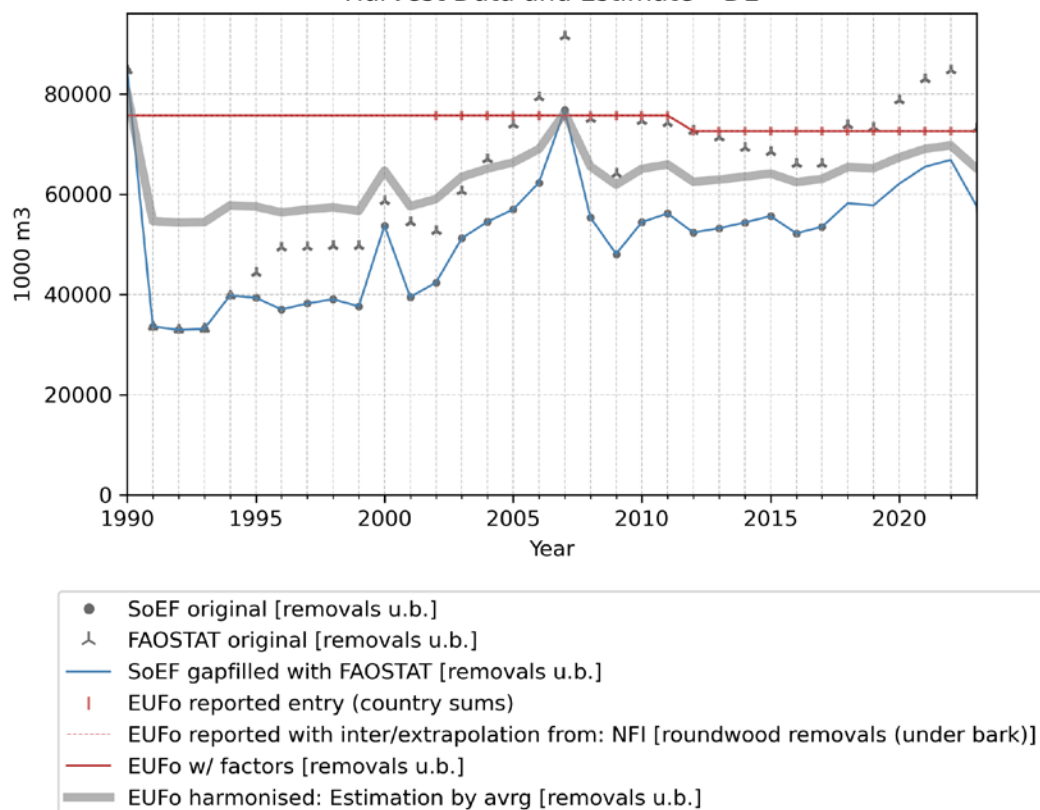 80000
60000
40000
20000
0
1000 m3
1990
1995
2000
2005
2010
2015
2020
Year
SoEF original [removals u.b.]
FAOSTAT original [removals u.b.]
SoEF gapfilled with FAOSTAT [removals u.b.]
EUFo reported entry (country sums)
EUFo reported with inter/extrapolation from: NFI [roundwood removals (under bark)]
EUFo w/ factors [removals u.b.]
EUFo harmonised: Estimation by avrg [removals u.b.]